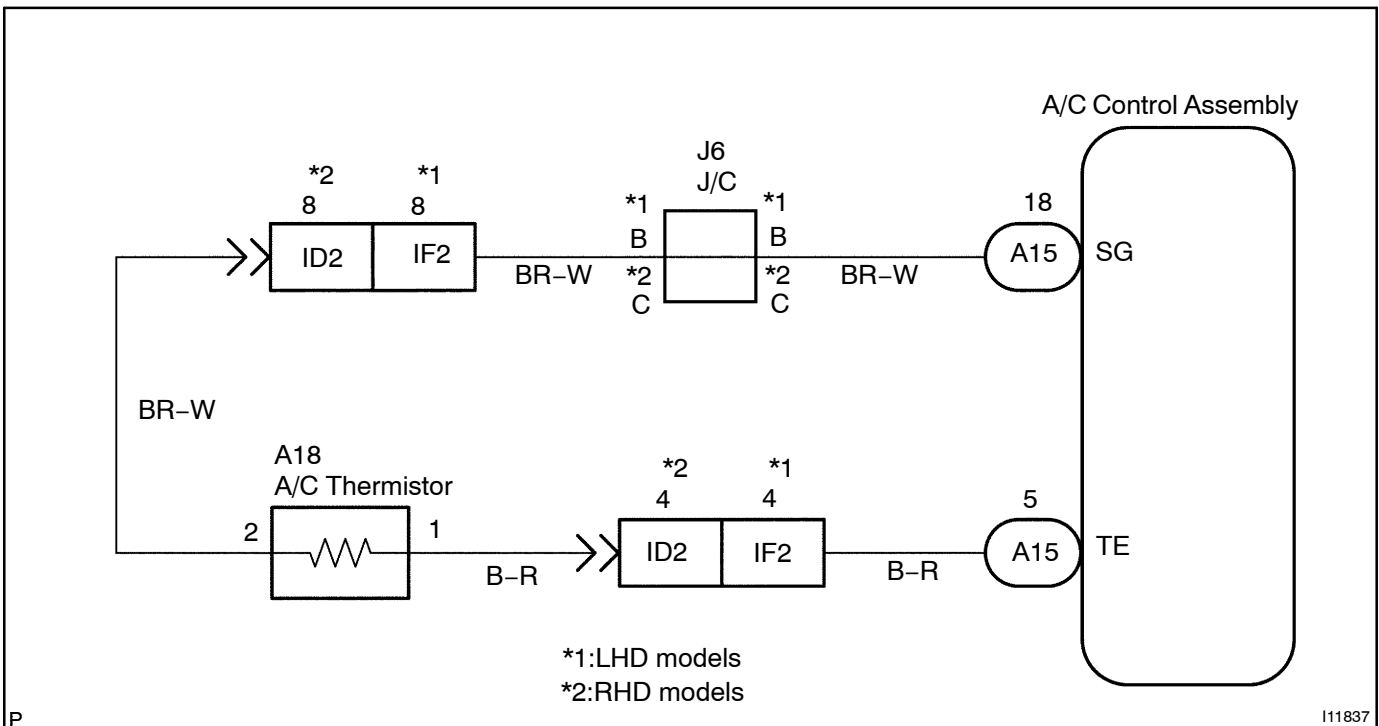 A/C Control Assembly
J6
J/C
*2
*1
8
8
*1
*1
18
ID2
IF2
B
B
A15
SG
BR–W
*2
*2
BR–W
C
C
BR–W
A18
A/C Thermistor
*2
*1
4
4
5
2
1
ID2
IF2
A15
TE
B–R
B–R
*1:LHD models
*2:RHD models
P
I11837